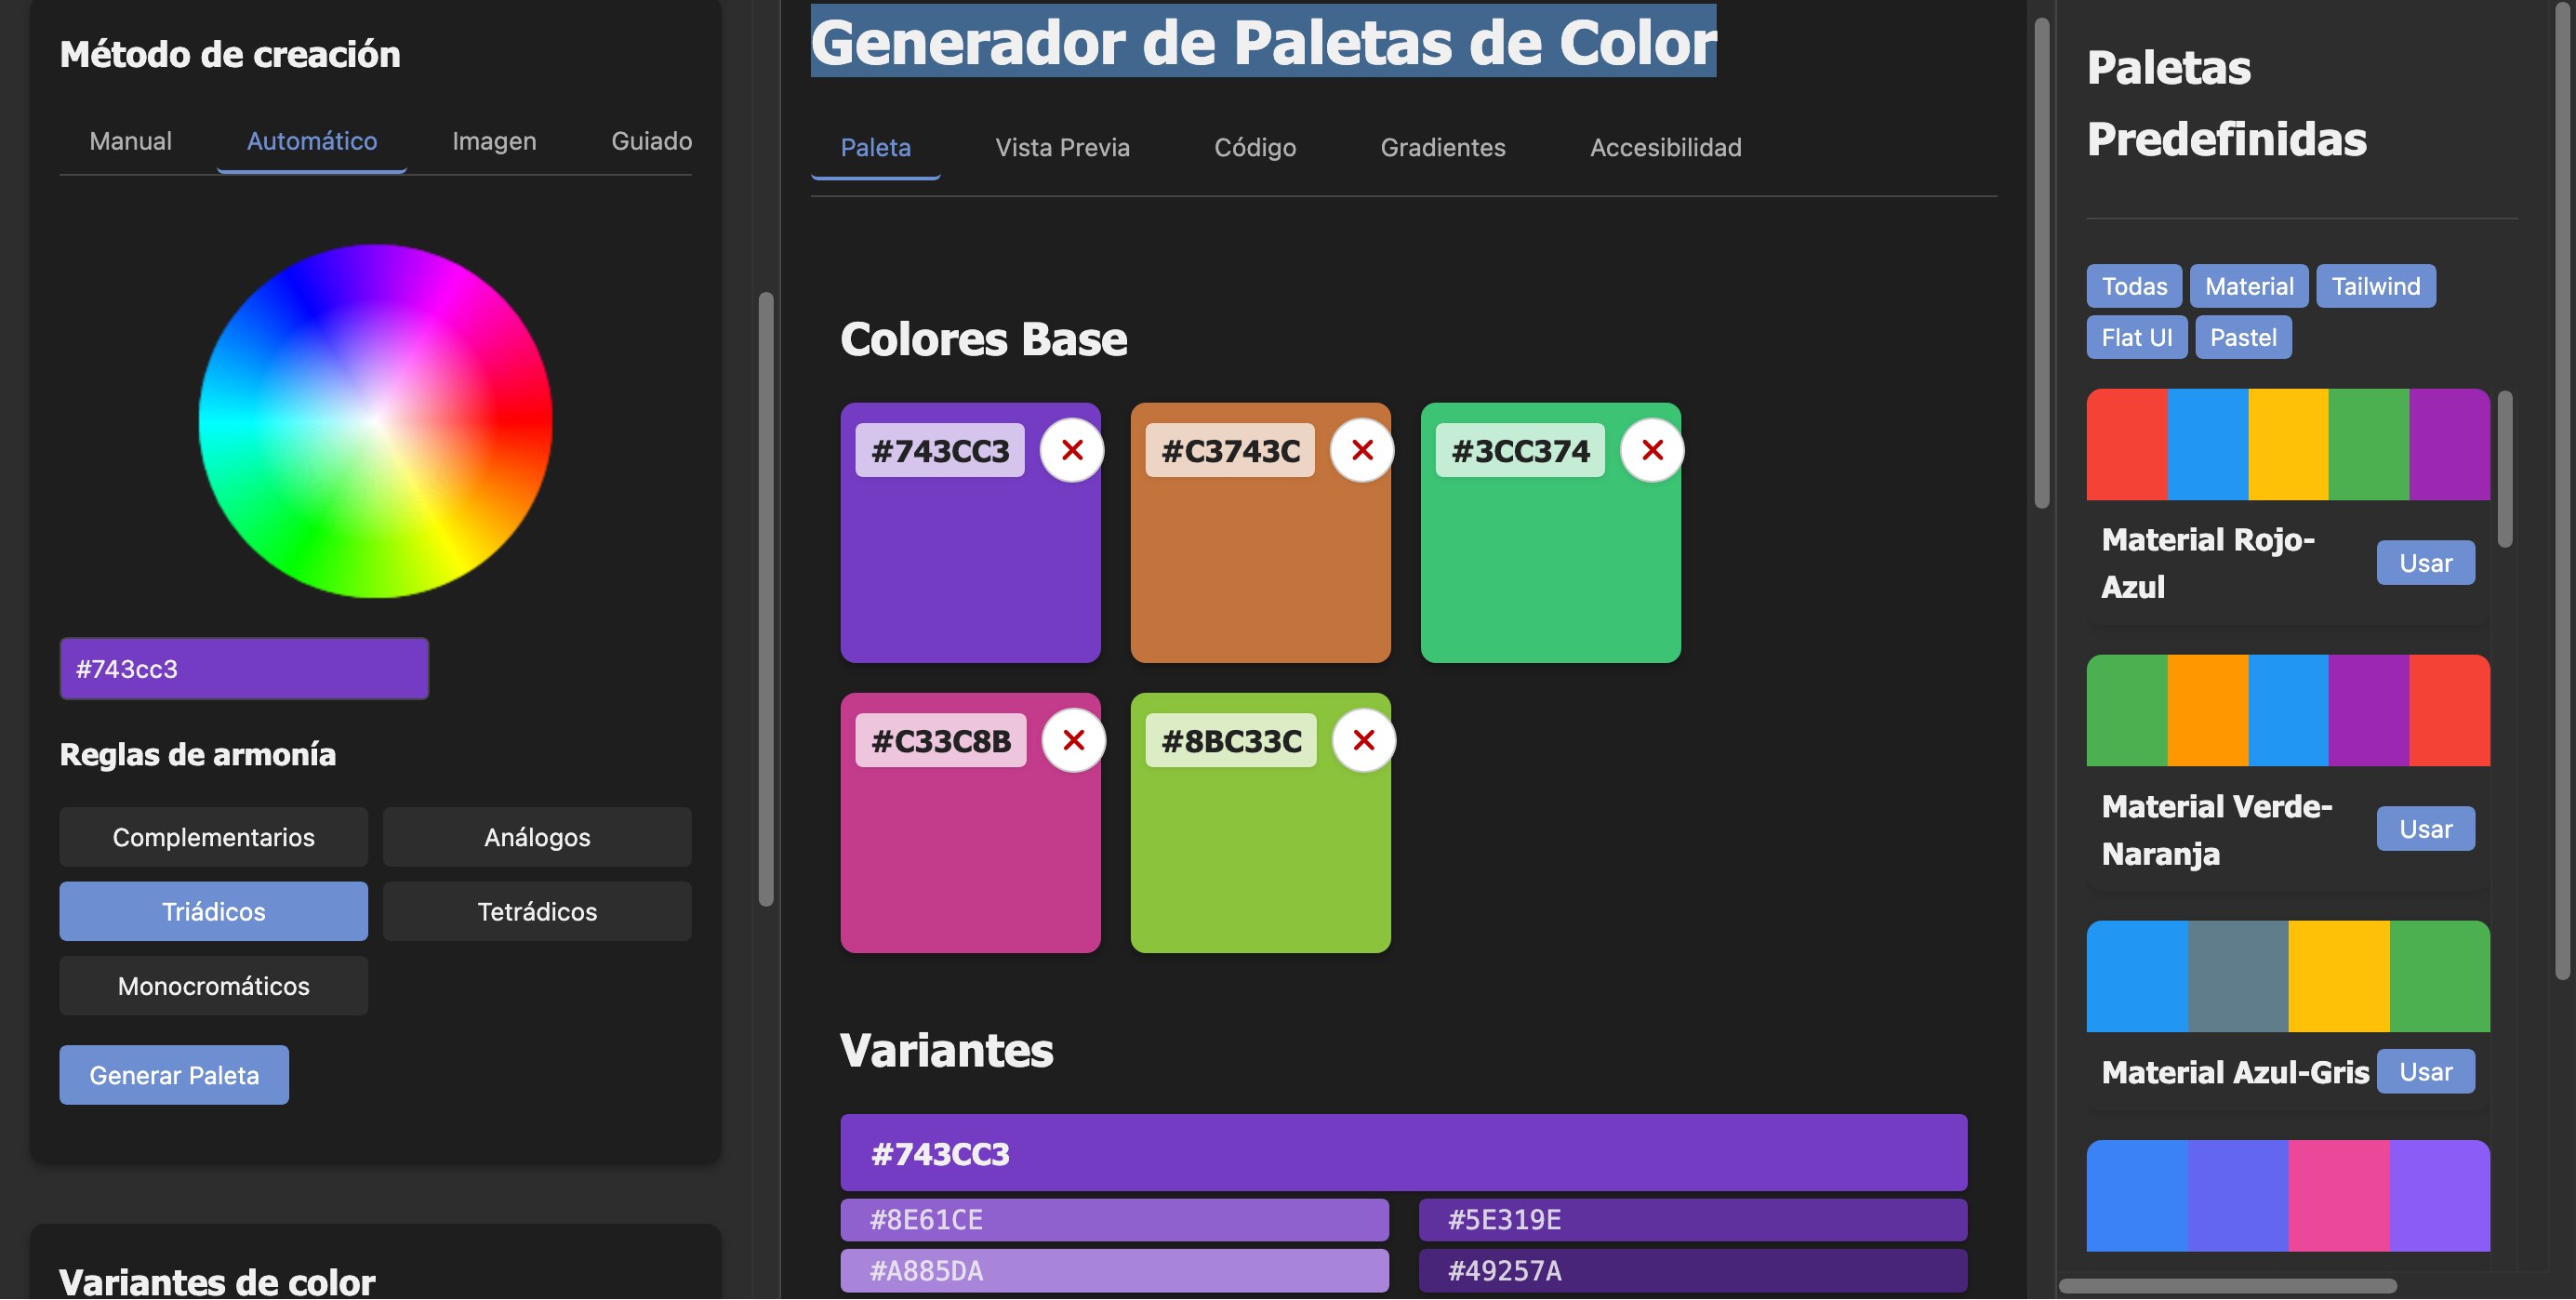 Método de creación
Manual Automático Imagen Guiado
#743cc3
Reglas de armonía
Complementarios Análogos
Triádicos Tetrádicos
Monocromáticos
Generar Paleta
Variantes de color
Generador de Paletas de Color
Paleta Vista Previa Código Gradientes Accesibilidad
Colores Base
#743CC3 #C3743C #3CC374
#C33C8B #8BC33C
Variantes
#743CC3
#8E61CE #5E319E
#A885DA #49257A
Paletas
Predefinidas
Todas Material Tailwind
Flat UI Pastel
Material Rojo-
Azul
Usar
Material Verde-
Naranja
Usar
Material Azul-Gris Usar